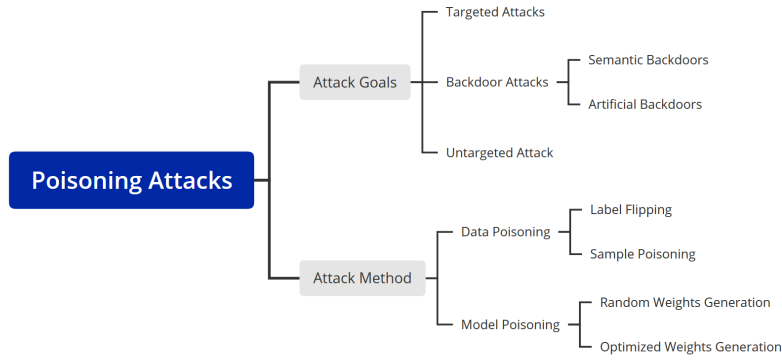 Poisoning Attacks
Attack Goals
Targeted Attacks
Backdoor Attacks
Semantic Backdoors
Artificial Backdoors
Untargeted Attack
Attack Method
Data Poisoning
Label Flipping
Sample Poisoning
Model Poisoning
Random Weights Generation
Optimized Weights Generation